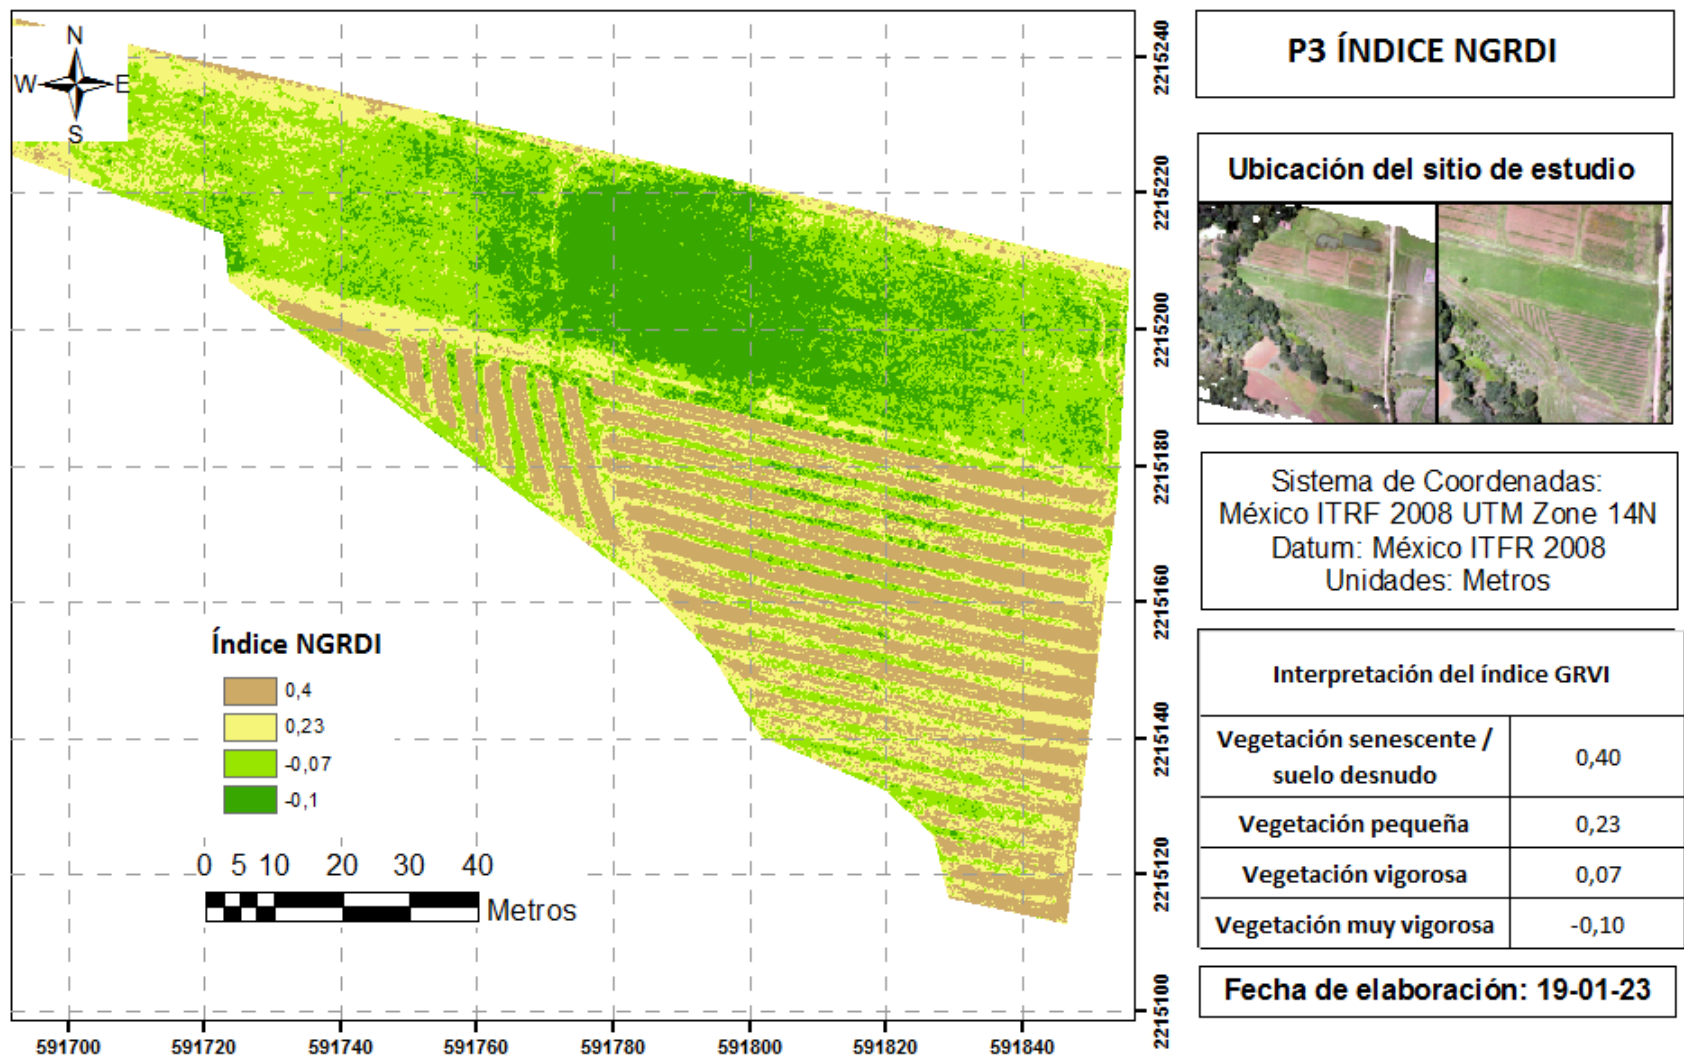 N
W E
S
2215240
2215220
2215200
2215180
2215160
2215140
2215120
2215100
591700 591720 591740 591760 591780 591800 591820 591840
Índice NGRDI
0,4
0,23
-0,07
-0,1
0 5 10 20 30 40
Metros
P3 ÍNDICE NGRDI
Ubicación del sitio de estudio
Sistema de Coordenadas:
México ITRF 2008 UTM Zone 14N
Datum: México ITFR 2008
Unidades: Metros
Interpretación del índice GRVI
Vegetación senescente /
suelo desnudo 0,40
Vegetación pequeña 0,23
Vegetación vigorosa 0,07
Vegetación muy vigorosa -0,10
Fecha de elaboración: 19-01-23